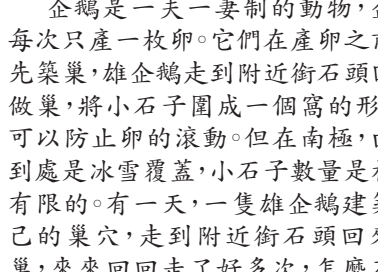 企鵝是一夫一妻制的動物,
每次只產一枚卵。它們在產卵之
先築巢,雄企鵝走到附近銜石頭
做巢,將小石子圍成一個窩的形
可以防止卵的滾動。但在南極,
到處是冰雪覆蓋,小石子數量是
有限的。有一天,一隻雄企鵝建
己的巢穴,走到附近銜石頭回
巢,來來回回走了好多次,怎麼